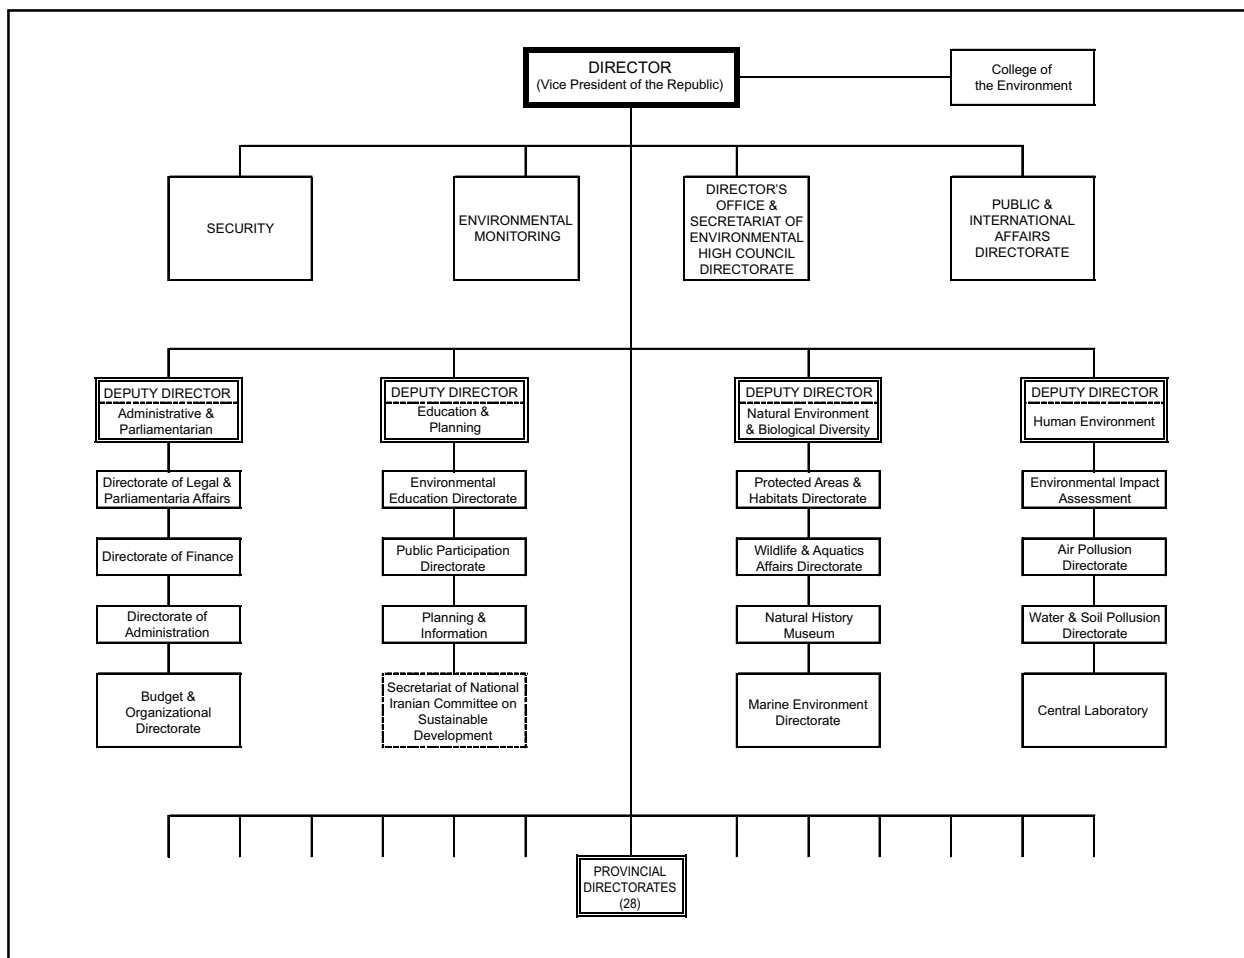 DIRECTOR
(Vice President of the Republic)
College of
the Environment
SECURITY
ENVIRONMENTAL
MONITORING
DIRECTOR'S
OFFICE &
SECRETARIAT OF
ENVIRONMENTAL
HIGH COUNCIL
DIRECTORATE
PUBLIC &
INTERNATIONAL
AFFAIRS
DIRECTORATE
DEPUTY DIRECTOR
Administrative &
Parliamentarian
DEPUTY DIRECTOR
Education &
Planning
DEPUTY DIRECTOR
Natural Environment
& Biological Diversity
DEPUTY DIRECTOR
Human Environment
Directorate of Legal &
Parliamentaria Affairs
Environmental
Education Directorate
Protected Areas &
Habitats Directorate
Environmental Impact
Assessment
Directorate of Finance
Public Participation
Directorate
Wildlife & Aquatics
Affairs Directorate
Air Pollusion
Directorate
Directorate of
Administration
Planning &
Information
Natural History
Museum
Water & Soil Pollusion
Directorate
Budget &
Organizational
Directorate
Secretariat of National
Iranian Committee on
Sustainable
Development
Marine Environment
Directorate
Central Laboratory
PROVINCIAL
DIRECTORATES
(28)